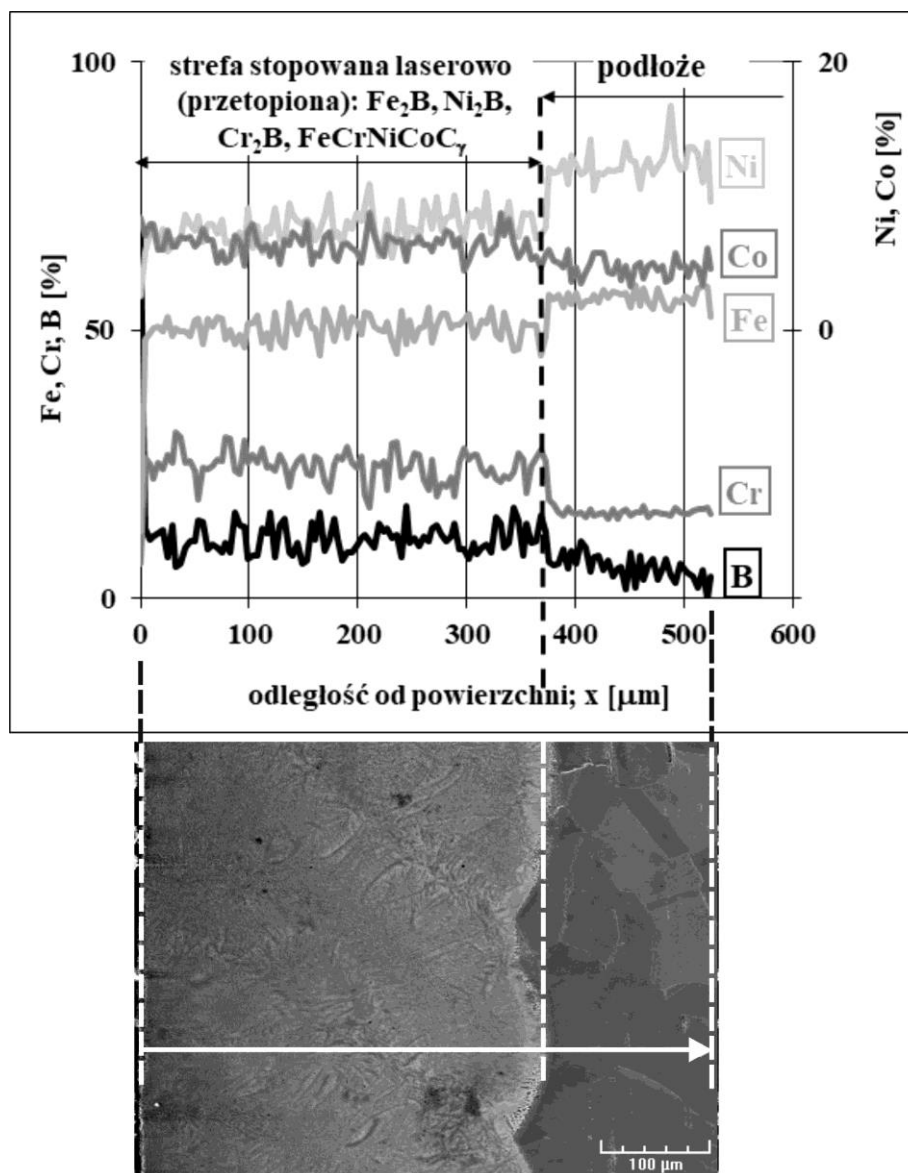 100
20
strefa stopowana laserowo
(przetopiona): Fe₂B, Ni₂B,
Cr₂B, FeCrNiCoCᵧ
podłoże
Ni
Co
Fe
Cr
B
Fe, Cr, B [%]
Ni, Co [%]
50
0
0
0 100 200 300 400 500 600
odległość od powierzchni; x [μm]
100 μm